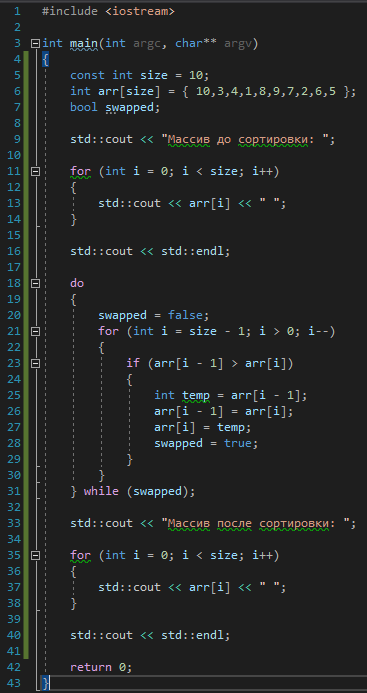 1 #include <iostream>
2
3 int main(int argc, char** argv)
4 {
5 const int size = 10;
6 int arr[size] = { 10,3,4,1,8,9,7,2,6,5 };
7 bool swapped;
8
9 std::cout << "Массив до сортировки: ";
10
11 for (int i = 0; i < size; i++)
12 {
13 std::cout << arr[i] << " ";
14 }
15
16 std::cout << std::endl;
17
18 do
19 {
20 swapped = false;
21 for (int i = size - 1; i > 0; i--)
22 {
23 if (arr[i - 1] > arr[i])
24 {
25 int temp = arr[i - 1];
26 arr[i - 1] = arr[i];
27 arr[i] = temp;
28 swapped = true;
29 }
30 }
31 } while (swapped);
32
33 std::cout << "Массив после сортировки: ";
34
35 for (int i = 0; i < size; i++)
36 {
37 std::cout << arr[i] << " ";
38 }
39
40 std::cout << std::endl;
41
42 return 0;
43 }